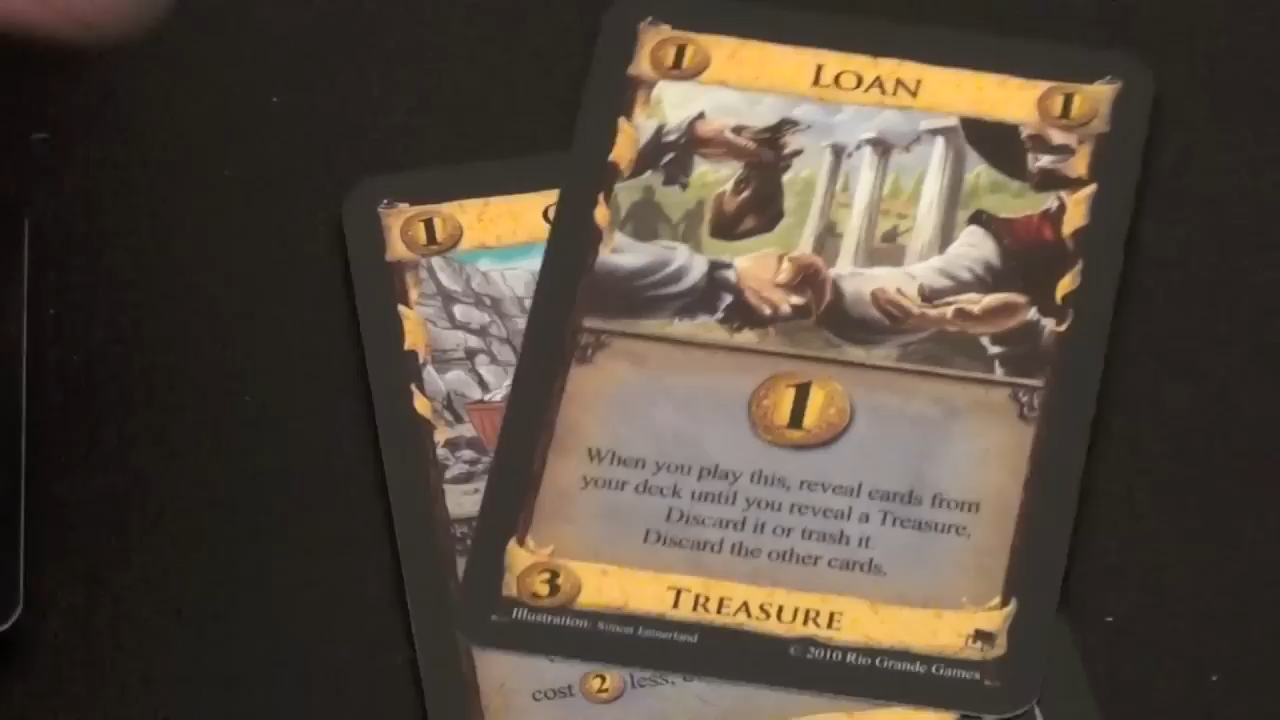 1 LOAN 1
1
1
When you play this, reveal cards from
your deck until you reveal a Treasure.
Discard it or trash it.
Discard the other cards.
3 TREASURE
Illustration: Simon
© 2010 Rio Grande Games
cost 2 less,